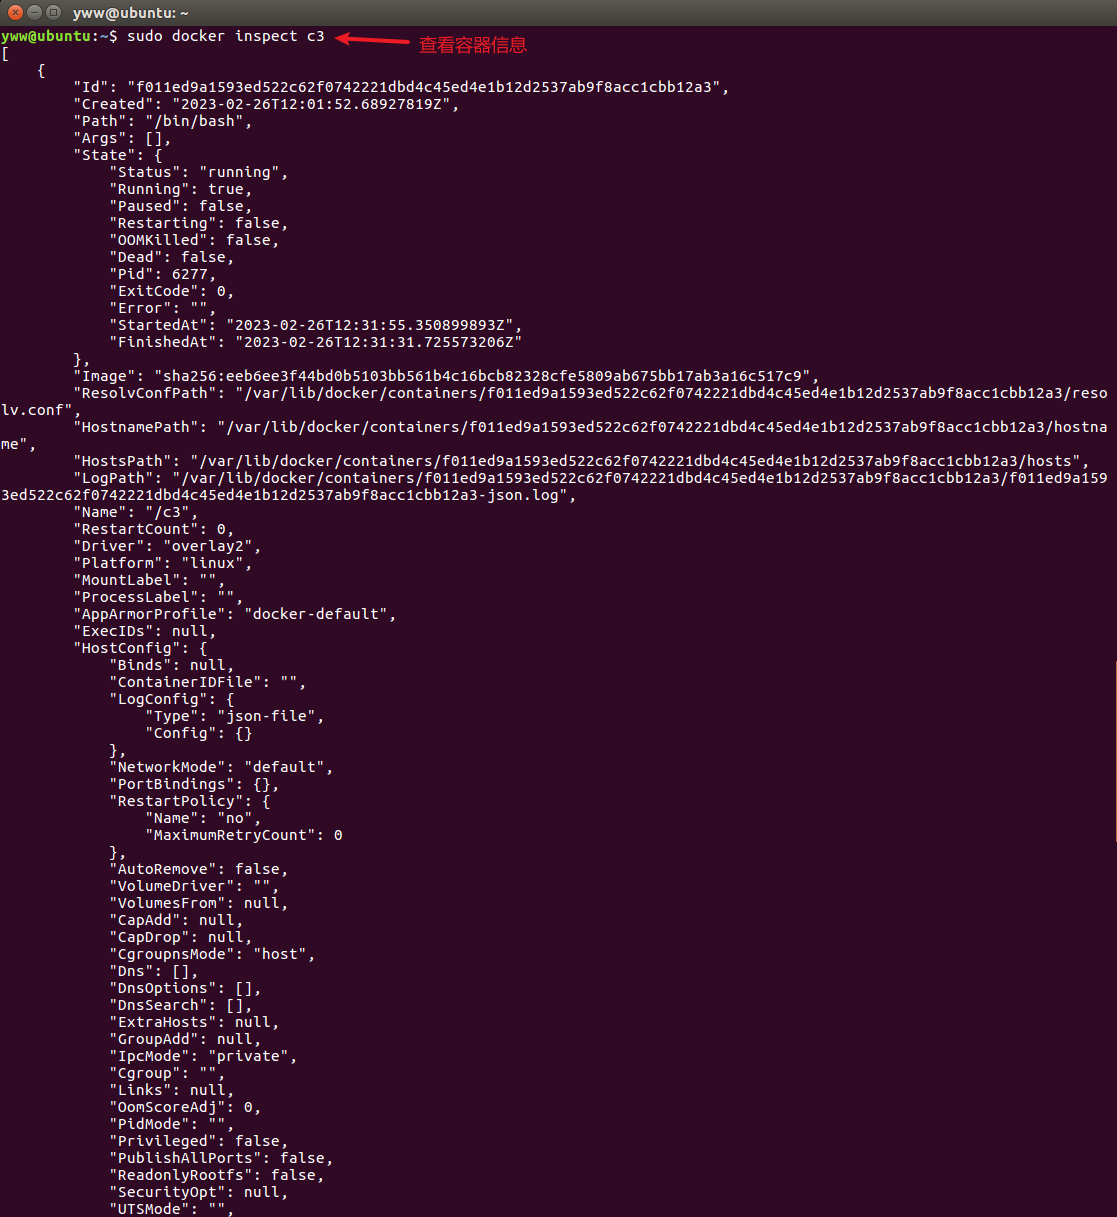 yww@ubuntu: ~
yww@ubuntu:~$ sudo docker inspect c3 查看容器信息
[
    {
        "Id": "f011ed9a1593ed522c62f0742221dbd4c45ed4e1b12d2537ab9f8acc1cbb12a3",
        "Created": "2023-02-26T12:01:52.68927819Z",
        "Path": "/bin/bash",
        "Args": [],
        "State": {
            "Status": "running",
            "Running": true,
            "Paused": false,
            "Restarting": false,
            "OOMKilled": false,
            "Dead": false,
            "Pid": 6277,
            "ExitCode": 0,
            "Error": "",
            "StartedAt": "2023-02-26T12:31:55.350899893Z",
            "FinishedAt": "2023-02-26T12:31:31.725573206Z"
        },
        "Image": "sha256:eeb6ee3f44bd0b5103bb561b4c16bcb82328cfe5809ab675bb17ab3a16c517c9",
        "ResolvConfPath": "/var/lib/docker/containers/f011ed9a1593ed522c62f0742221dbd4c45ed4e1b12d2537ab9f8acc1cbb12a3/reso
lv.conf",
        "HostnamePath": "/var/lib/docker/containers/f011ed9a1593ed522c62f0742221dbd4c45ed4e1b12d2537ab9f8acc1cbb12a3/hostna
me",
        "HostsPath": "/var/lib/docker/containers/f011ed9a1593ed522c62f0742221dbd4c45ed4e1b12d2537ab9f8acc1cbb12a3/hosts",
        "LogPath": "/var/lib/docker/containers/f011ed9a1593ed522c62f0742221dbd4c45ed4e1b12d2537ab9f8acc1cbb12a3/f011ed9a159
3ed522c62f0742221dbd4c45ed4e1b12d2537ab9f8acc1cbb12a3-json.log",
        "Name": "/c3",
        "RestartCount": 0,
        "Driver": "overlay2",
        "Platform": "linux",
        "MountLabel": "",
        "ProcessLabel": "",
        "AppArmorProfile": "docker-default",
        "ExecIDs": null,
        "HostConfig": {
            "Binds": null,
            "ContainerIDFile": "",
            "LogConfig": {
                "Type": "json-file",
                "Config": {}
            },
            "NetworkMode": "default",
            "PortBindings": {},
            "RestartPolicy": {
                "Name": "no",
                "MaximumRetryCount": 0
            },
            "AutoRemove": false,
            "VolumeDriver": "",
            "VolumesFrom": null,
            "CapAdd": null,
            "CapDrop": null,
            "CgroupnsMode": "host",
            "Dns": [],
            "DnsOptions": [],
            "DnsSearch": [],
            "ExtraHosts": null,
            "GroupAdd": null,
            "IpcMode": "private",
            "Cgroup": "",
            "Links": null,
            "OomScoreAdj": 0,
            "PidMode": "",
            "Privileged": false,
            "PublishAllPorts": false,
            "ReadonlyRootfs": false,
            "SecurityOpt": null,
            "UTSMode": "",